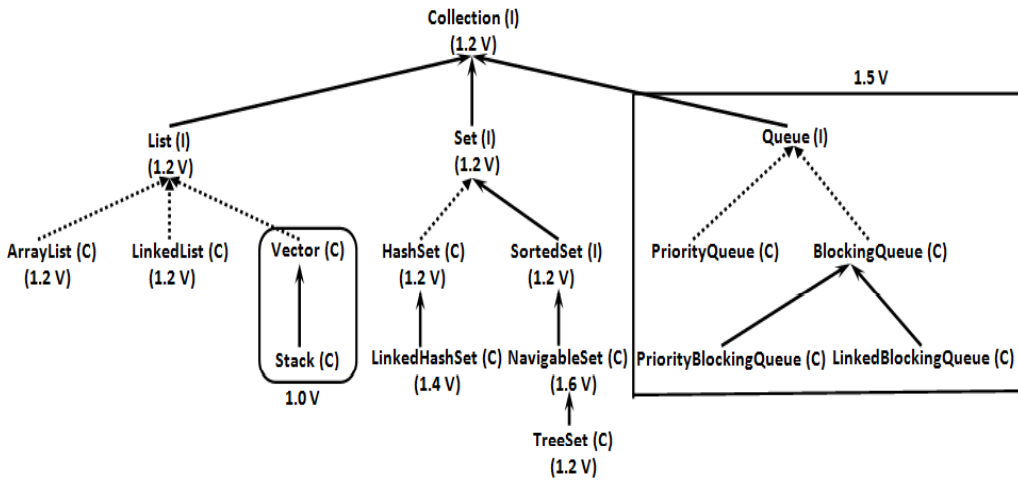 Collection (I)
(1.2 V)
1.5 V
List (I)
(1.2 V)
Set (I)
(1.2 V)
Queue (I)
ArrayList (C)
(1.2 V)
LinkedList (C)
(1.2 V)
Vector (C)
HashSet (C)
(1.2 V)
SortedSet (I)
(1.2 V)
PriorityQueue (C)
BlockingQueue (C)
Stack (C)
1.0 V
LinkedHashSet (C)
(1.4 V)
NavigableSet (C)
(1.6 V)
PriorityBlockingQueue (C)
LinkedBlockingQueue (C)
TreeSet (C)
(1.2 V)